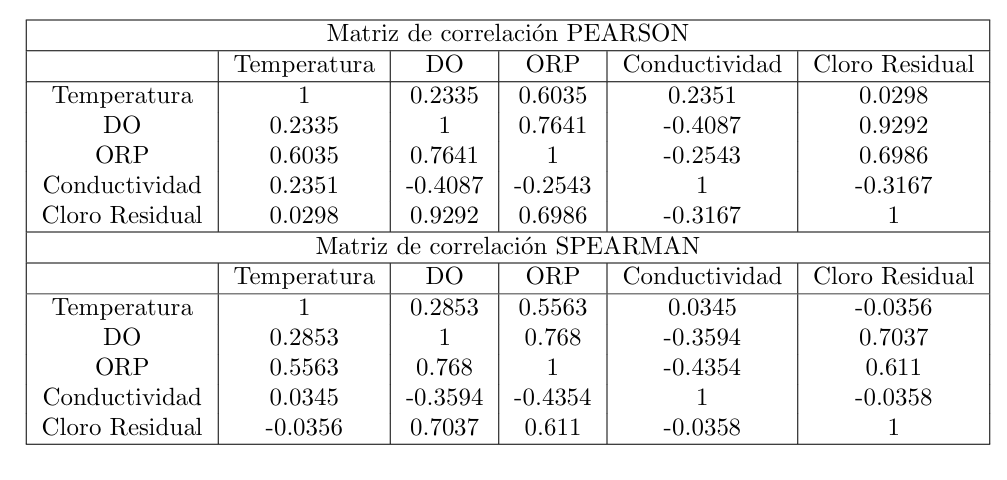 Matriz de correlación PEARSON
Temperatura DO ORP Conductividad Cloro Residual
Temperatura 1 0.2335 0.6035 0.2351 0.0298
DO 0.2335 1 0.7641 -0.4087 0.9292
ORP 0.6035 0.7641 1 -0.2543 0.6986
Conductividad 0.2351 -0.4087 -0.2543 1 -0.3167
Cloro Residual 0.0298 0.9292 0.6986 -0.3167 1
Matriz de correlación SPEARMAN
Temperatura DO ORP Conductividad Cloro Residual
Temperatura 1 0.2853 0.5563 0.0345 -0.0356
DO 0.2853 1 0.768 -0.3594 0.7037
ORP 0.5563 0.768 1 -0.4354 0.611
Conductividad 0.0345 -0.3594 -0.4354 1 -0.0358
Cloro Residual -0.0356 0.7037 0.611 -0.0358 1